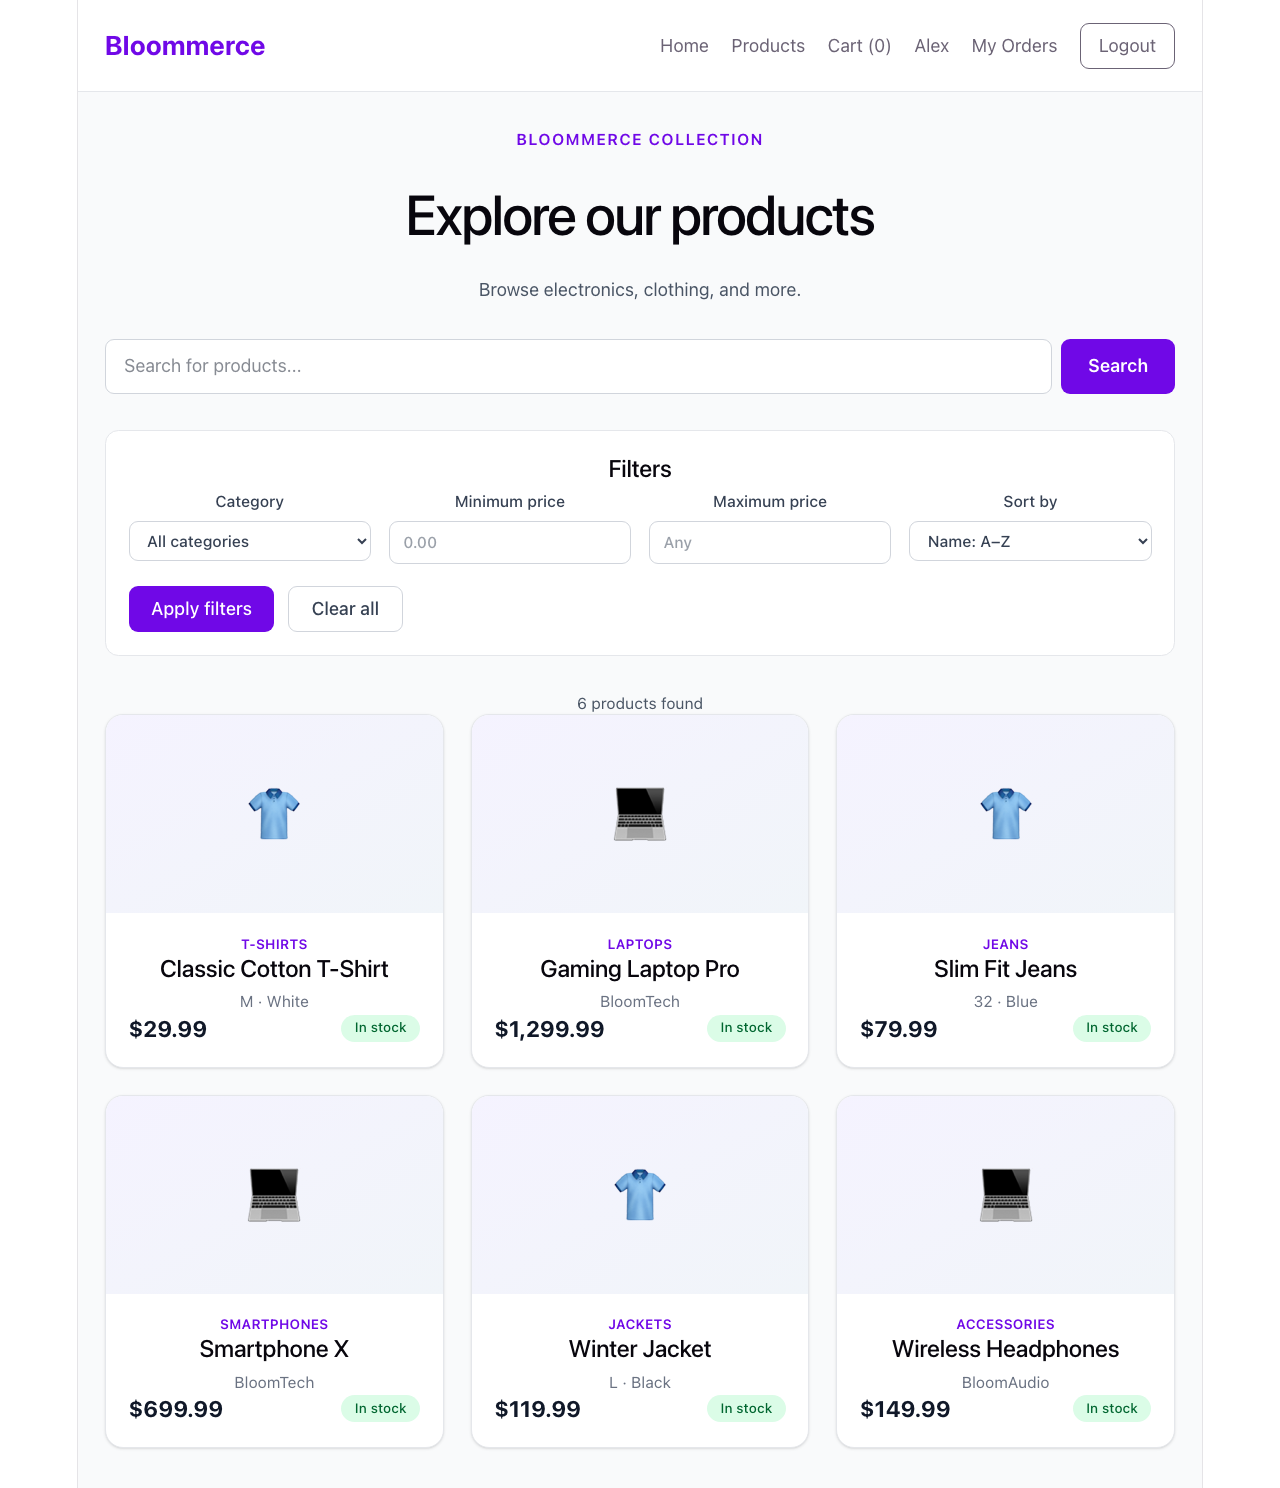 Bloommerce
Home Products Cart (0) Alex My Orders Logout
BLOOMMERCE COLLECTION
Explore our products
Browse electronics, clothing, and more.
Search for products...
Search
Filters
Category Minimum price Maximum price Sort by
All categories 0.00 Any Name: A–Z
Apply filters Clear all
6 products found
T-SHIRTS
Classic Cotton T-Shirt
M · White
$29.99 In stock
LAPTOPS
Gaming Laptop Pro
BloomTech
$1,299.99 In stock
JEANS
Slim Fit Jeans
32 · Blue
$79.99 In stock
SMARTPHONES
Smartphone X
BloomTech
$699.99 In stock
JACKETS
Winter Jacket
L · Black
$119.99 In stock
ACCESSORIES
Wireless Headphones
BloomAudio
$149.99 In stock